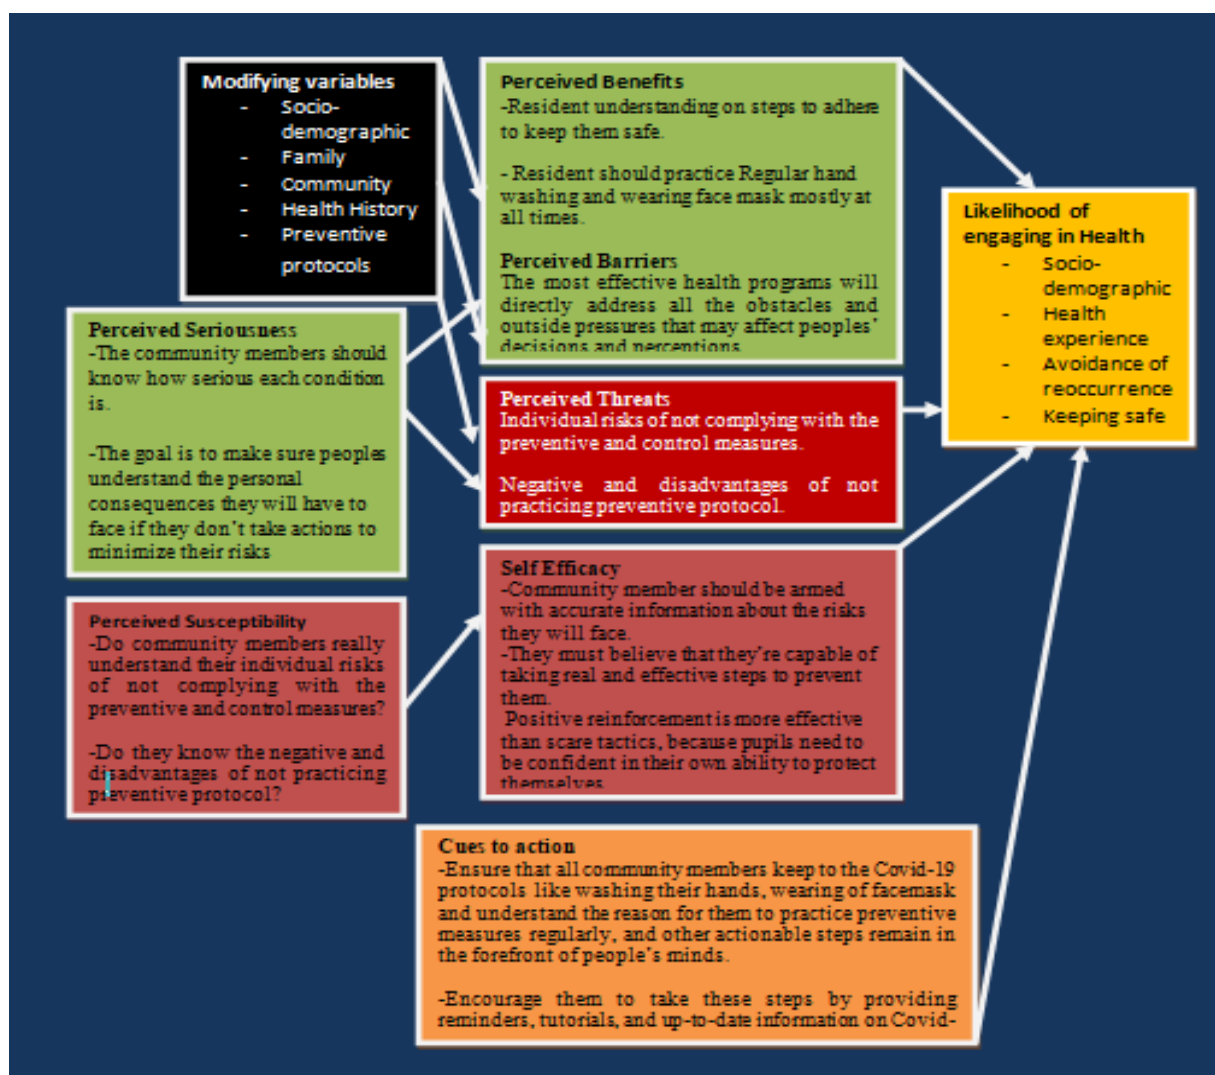 Modifying variables
- Socio-
demographic
- Family
- Community
- Health History
- Preventive
protocols
Perceived Seriousness
-The community members should
know how serious each condition
is.
-The goal is to make sure peoples
understand the personal
consequences they will have to
face if they don't take actions to
minimize their risks
Perceived Susceptibility
-Do community members really
understand their individual risks
of not complying with the
preventive and control measures?
-Do they know the negative and
disadvantages of not practicing
preventive protocol?
Perceived Benefits
-Resident understanding on steps to adhere
to keep them safe.
- Resident should practice Regular hand
washing and wearing face mask mostly at
all times.
Perceived Barriers
The most effective health programs will
directly address all the obstacles and
outside pressures that may affect peoples'
decisions and perceptions.
Perceived Threats
Individual risks of not complying with the
preventive and control measures.
Negative and disadvantages of not
practicing preventive protocol.
Self Efficacy
-Community member should be armed
with accurate information about the risks
they will face.
-They must believe that they're capable of
taking real and effective steps to prevent
them.
Positive reinforcement is more effective
than scare tactics, because pupils need to
be confident in their own ability to protect
themselves
Cues to action
-Ensure that all community members keep to the Covid-19
protocols like washing their hands, wearing of facemask
and understand the reason for them to practice preventive
measures regularly, and other actionable steps remain in
the forefront of people's minds.
-Encourage them to take these steps by providing
reminders, tutorials, and up-to-date information on Covid-
Likelihood of
engaging in Health
- Socio-
demographic
- Health
experience
- Avoidance of
reoccurrence
- Keeping safe